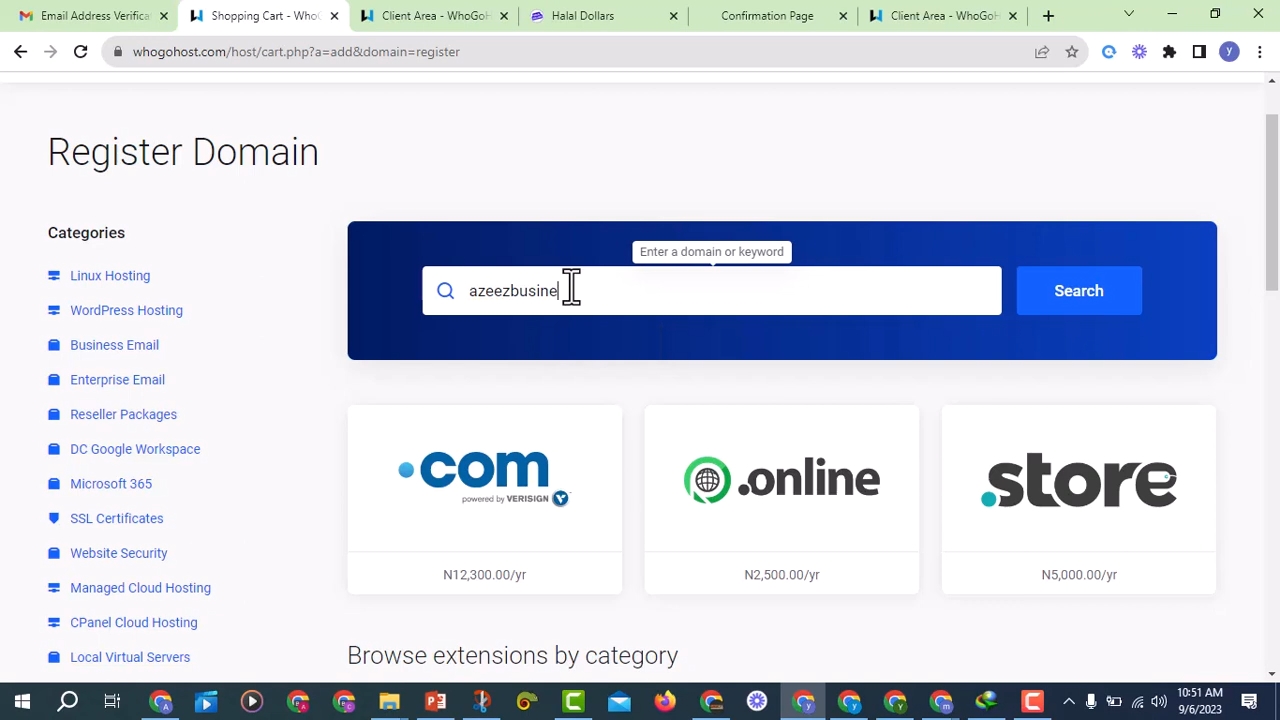 Email Address Verifica
Shopping Cart - WhoGo
Client Area - WhoGoH
Halal Dollars
Confirmation Page
Client Area - WhoGoH
whogohost.com/host/cart.php?a=add&domain=register
y
Register Domain
Categories
Linux Hosting
WordPress Hosting
Business Email
Enterprise Email
Reseller Packages
DC Google Workspace
Microsoft 365
SSL Certificates
Website Security
Managed Cloud Hosting
CPanel Cloud Hosting
Local Virtual Servers
Enter a domain or keyword
azeezbusine
Search
.com
powered by VERISIGN
N12,300.00/yr
.online
N2,500.00/yr
.store
N5,000.00/yr
Browse extensions by category
10:51 AM
9/6/2023